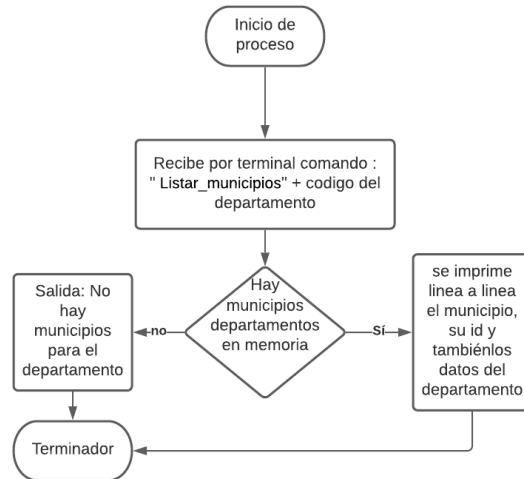 Inicio de
proceso
Recibe por terminal comando :
" Listar_municipios" + codigo del
departamento
Hay
municipios
departamentos
en memoria
no
Sí
Salida: No
hay
municipios
para el
departamento
se imprime
linea a linea
el municipio,
su id y
tambiénlos
datos del
departamento
Terminador